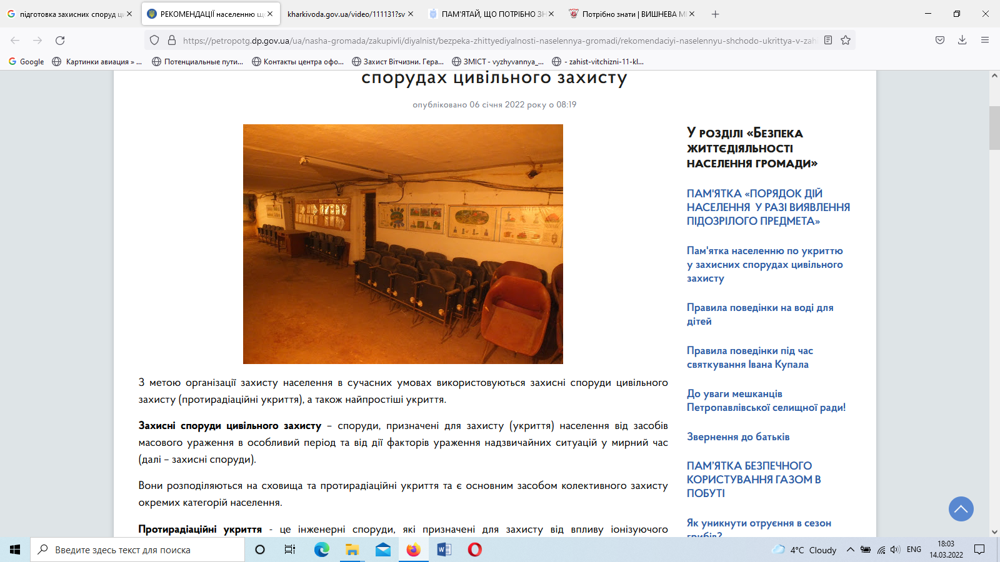 підготовка захисних споруд ци
РЕКОМЕНДАЦІЇ населенню що
kharkivoda.gov.ua/video/111131?sv
ПАМ'ЯТАЙ, ЩО ПОТРІБНО ЗН
Потрібно знати | ВИШНЕВА МІ
https://petropotg.dp.gov.ua/ua/nasha-gromada/zakupivli/diyalnist/bezpeka-zhittyediyalnosti-naselennya-gromadi/rekomendaciyi-naselennyu-shchodo-ukrittya-v-zahi
Google
Картинки авиация » ...
Потенциальные пути...
Контакты центра офо...
Захист Вітчизни. Гера...
ЗМІСТ - vyzhyvannya_...
- zahist-vitchizni-11-kl...
спорудах цивільного захисту
опубліковано 06 січня 2022 року о 08:19
З метою організації захисту населення в сучасних умовах використовуються захисні споруди цивільного
захисту (протирадіаційні укриття), а також найпростіші укриття.
Захисні споруди цивільного захисту – споруди, призначені для захисту (укриття) населення від засобів
масового ураження в особливий період та від дії факторів ураження надзвичайних ситуацій у мирний час
(далі – захисні споруди).
Вони розподіляються на сховища та протирадіаційні укриття та є основним засобом колективного захисту
окремих категорій населення.
Протирадіаційні укриття - це інженерні споруди, які призначені для захисту від впливу іонізуючого
У розділі «Безпека
життєдіяльності
населення громади»
ПАМ'ЯТКА «ПОРЯДОК ДІЙ
НАСЕЛЕННЯ У РАЗІ ВИЯВЛЕННЯ
ПІДОЗРІЛОГО ПРЕДМЕТА»
Пам'ятка населенню по укриттю
у захисних спорудах цивільного
захисту
Правила поведінки на воді для
дітей
Правила поведінки під час
святкування Івана Купала
До уваги мешканців
Петропавлівської селищної ради!
Звернення до батьків
ПАМ'ЯТКА БЕЗПЕЧНОГО
КОРИСТУВАННЯ ГАЗОМ В
ПОБУТІ
Як уникнути отруєння в сезон
грибів?
Введите здесь текст для поиска
4°C Cloudy
ENG
18:03
14.03.2022